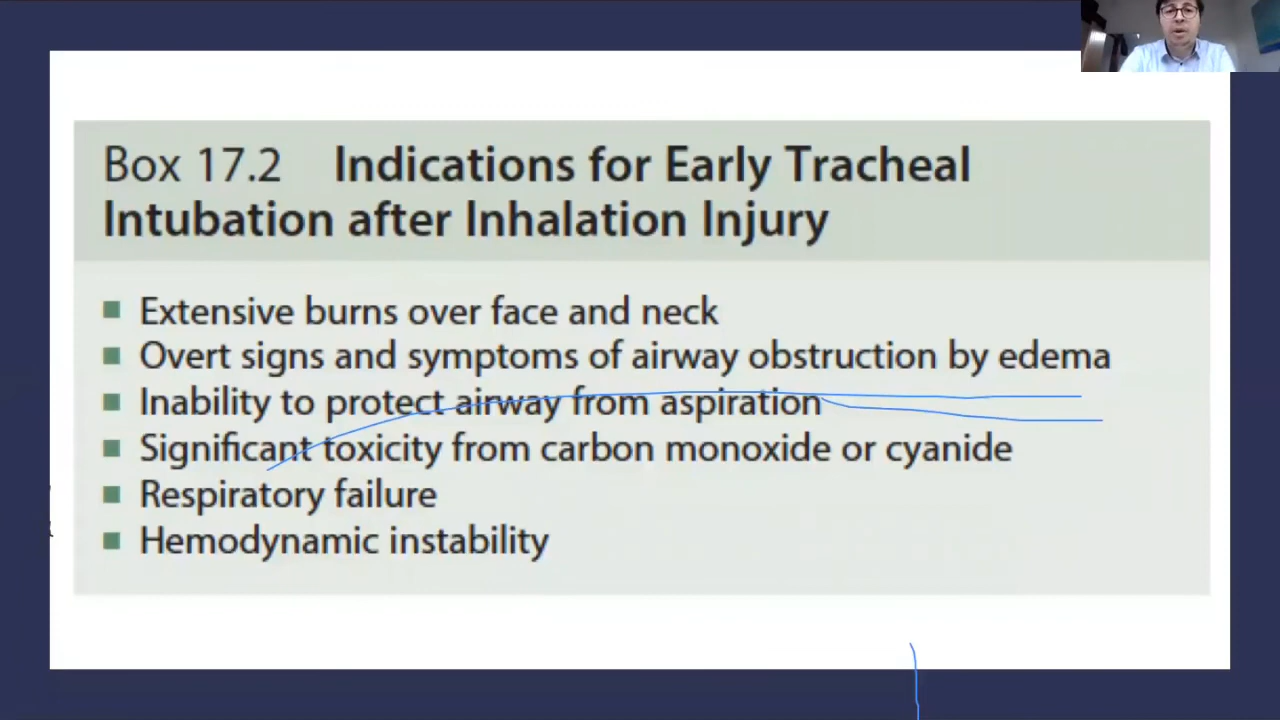 Box 17.2 Indications for Early Tracheal
Intubation after Inhalation Injury
Extensive burns over face and neck
Overt signs and symptoms of airway obstruction by edema
Inability to protect airway from aspiration
Significant toxicity from carbon monoxide or cyanide
Respiratory failure
Hemodynamic instability